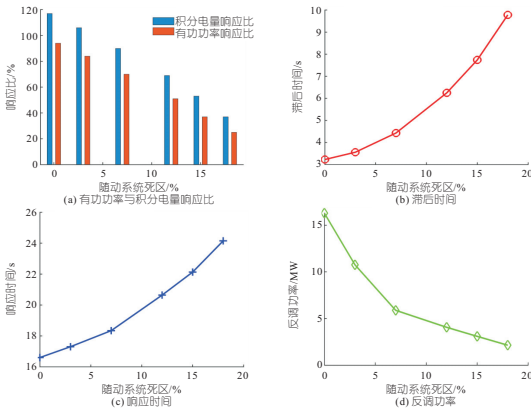 120
100
80
60
40
20
0
响应比/%
积分电量响应比
有功功率响应比
0 5 10 15
随动系统死区/%
(a) 有功功率与积分电量响应比
10
9
8
7
6
5
4
3
滞后时间/s
0 5 10 15 20
随动系统死区/%
(b) 滞后时间
26
24
22
20
18
16
响应时间/s
0 5 10 15 20
随动系统死区/%
(c) 响应时间
15
10
5
0
反调功率/MW
0 5 10 15 20
随动系统死区/%
(d) 反调功率